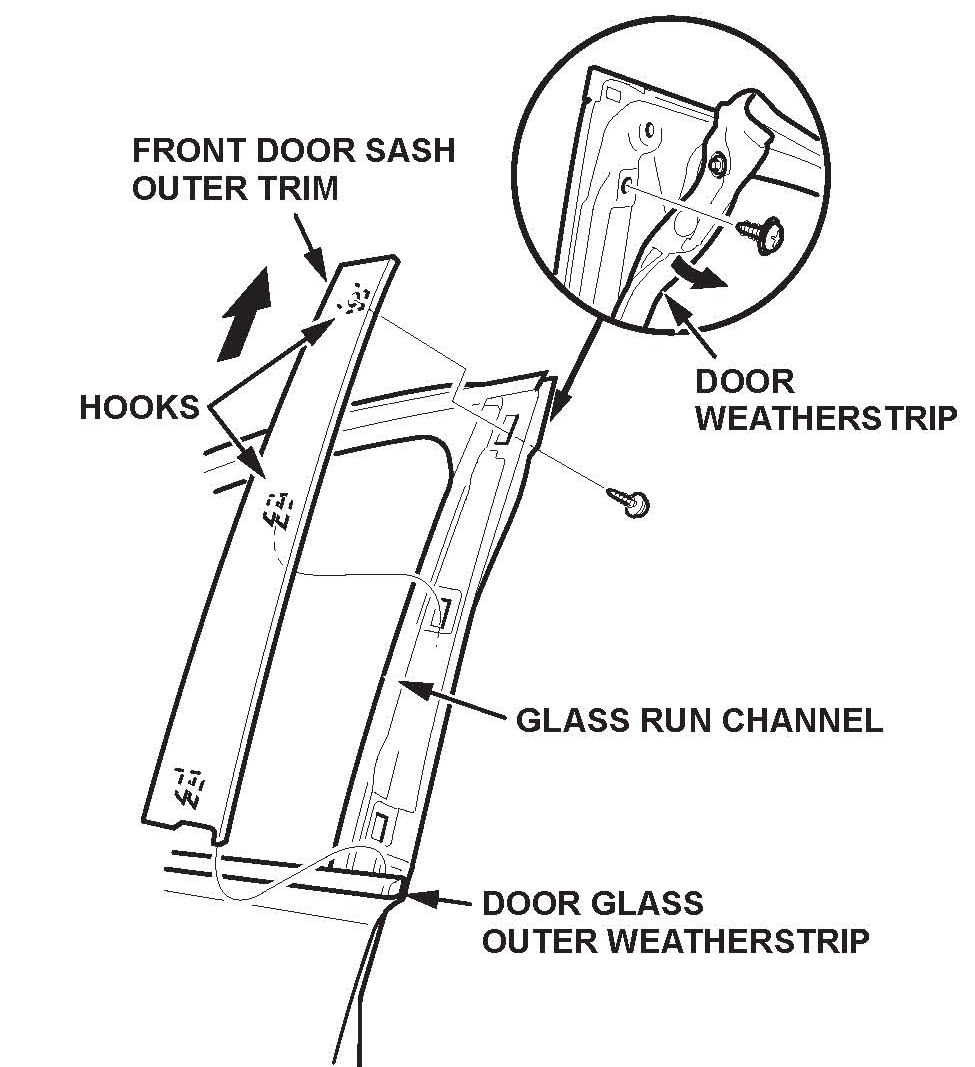 FRONT DOOR SASH
OUTER TRIM
HOOKS
DOOR
WEATHERSTRIP
GLASS RUN CHANNEL
DOOR GLASS
OUTER WEATHERSTRIP